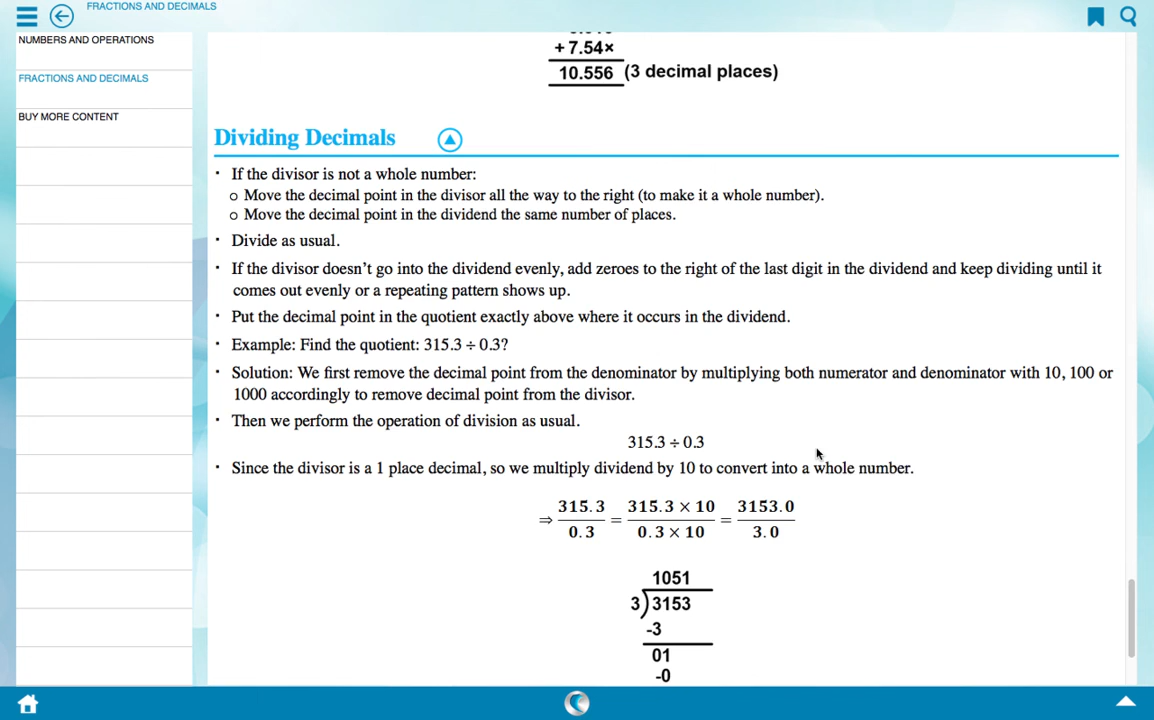 FRACTIONS AND DECIMALS
NUMBERS AND OPERATIONS
FRACTIONS AND DECIMALS
BUY MORE CONTENT
+ 7.54×
10.556 (3 decimal places)
Dividing Decimals
· If the divisor is not a whole number:
o Move the decimal point in the divisor all the way to the right (to make it a whole number).
o Move the decimal point in the dividend the same number of places.
· Divide as usual.
· If the divisor doesn’t go into the dividend evenly, add zeroes to the right of the last digit in the dividend and keep dividing until it
comes out evenly or a repeating pattern shows up.
· Put the decimal point in the quotient exactly above where it occurs in the dividend.
· Example: Find the quotient: 315.3 ÷ 0.3?
· Solution: We first remove the decimal point from the denominator by multiplying both numerator and denominator with 10, 100 or
1000 accordingly to remove decimal point from the divisor.
· Then we perform the operation of division as usual.
315.3 ÷ 0.3
· Since the divisor is a 1 place decimal, so we multiply dividend by 10 to convert into a whole number.
⇒ 315.3 / 0.3 = 315.3 × 10 / 0.3 × 10 = 3153.0 / 3.0
1051
3)3153
-3
01
-0